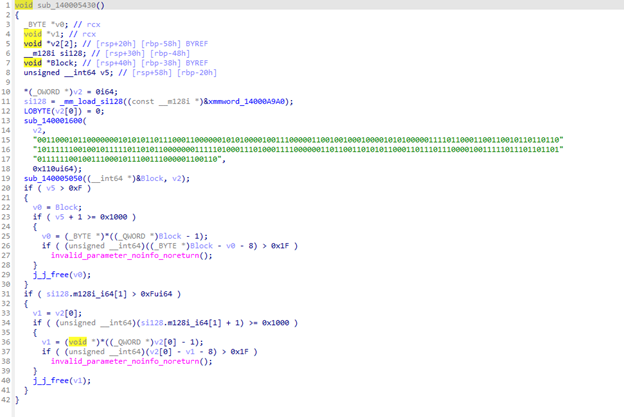 1 void sub_140005430()
2 {
3 _BYTE *v0; // rcx
4 void *v1; // rcx
5 void *v2[2]; // [rsp+20h] [rbp-58h] BYREF
6 __m128i si128; // [rsp+30h] [rbp-48h]
7 void *Block; // [rsp+40h] [rbp-38h] BYREF
8 unsigned __int64 v5; // [rsp+58h] [rbp-20h]
9
10 *(_OWORD *)v2 = 0i64;
11 si128 = _mm_load_si128((const __m128i *)&xmmword_14000A9A0);
12 LOBYTE(v2[0]) = 0;
13 sub_140001600(
14 v2,
15
16
17
18 0x110ui64);
19 sub_140005050((__int64 *)&Block, v2);
20 if ( v5 > 0xF )
21 {
22 v0 = Block;
23 if ( v5 + 1 >= 0x1000 )
24 {
25 v0 = (_BYTE *)*((_QWORD *)Block - 1);
26 if ( (unsigned __int64)((_BYTE *)Block - v0 - 8) > 0x1F )
27 invalid_parameter_noinfo_noreturn();
28 }
29 j_j_free(v0);
30 }
31 if ( si128.m128i_i64[1] > 0xFui64 )
32 {
33 v1 = v2[0];
34 if ( (unsigned __int64)(si128.m128i_i64[1] + 1) >= 0x1000 )
35 {
36 v1 = (void *)*((_QWORD *)v2[0] - 1);
37 if ( (unsigned __int64)(v2[0] - v1 - 8) > 0x1F )
38 invalid_parameter_noinfo_noreturn();
39 }
40 j_j_free(v1);
41 }
42 }